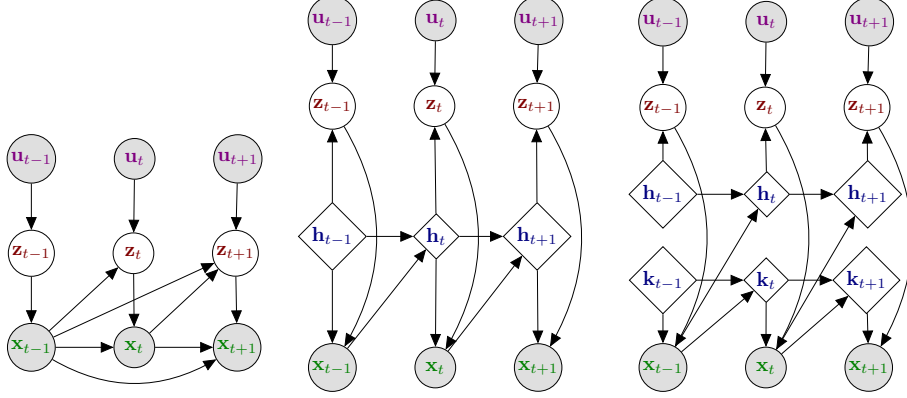 u_{t-1} u_t u_{t+1}
z_{t-1} z_t z_{t+1}
x_{t-1} x_t x_{t+1}
u_{t-1} u_t u_{t+1}
z_{t-1} z_t z_{t+1}
h_{t-1} h_t h_{t+1}
x_{t-1} x_t x_{t+1}
u_{t-1} u_t u_{t+1}
z_{t-1} z_t z_{t+1}
h_{t-1} h_t h_{t+1}
k_{t-1} k_t k_{t+1}
x_{t-1} x_t x_{t+1}